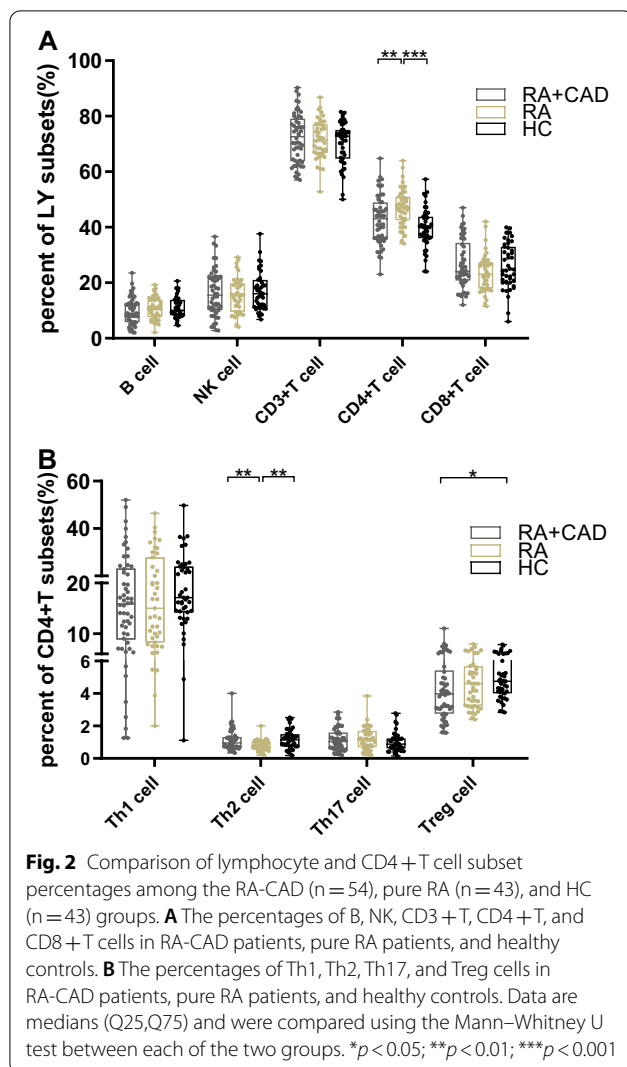 A
** ***
100
80
60
40
20
0
percent of LY subsets(%)
RA+CAD
RA
HC
B cell
NK cell
CD3+T cell
CD4+T cell
CD8+T cell
B
** **
*
60
40
20
10
6
4
2
0
percent of CD4+T subsets(%)
RA+CAD
RA
HC
Th1 cell
Th2 cell
Th17 cell
Treg cell
Fig. 2 Comparison of lymphocyte and CD4+T cell subset
percentages among the RA-CAD (n=54), pure RA (n=43), and HC
(n=43) groups. A The percentages of B, NK, CD3+T, CD4+T, and
CD8+T cells in RA-CAD patients, pure RA patients, and healthy
controls. B The percentages of Th1, Th2, Th17, and Treg cells in
RA-CAD patients, pure RA patients, and healthy controls. Data are
medians (Q25,Q75) and were compared using the Mann–Whitney U
test between each of the two groups. *p<0.05; **p<0.01; ***p<0.001